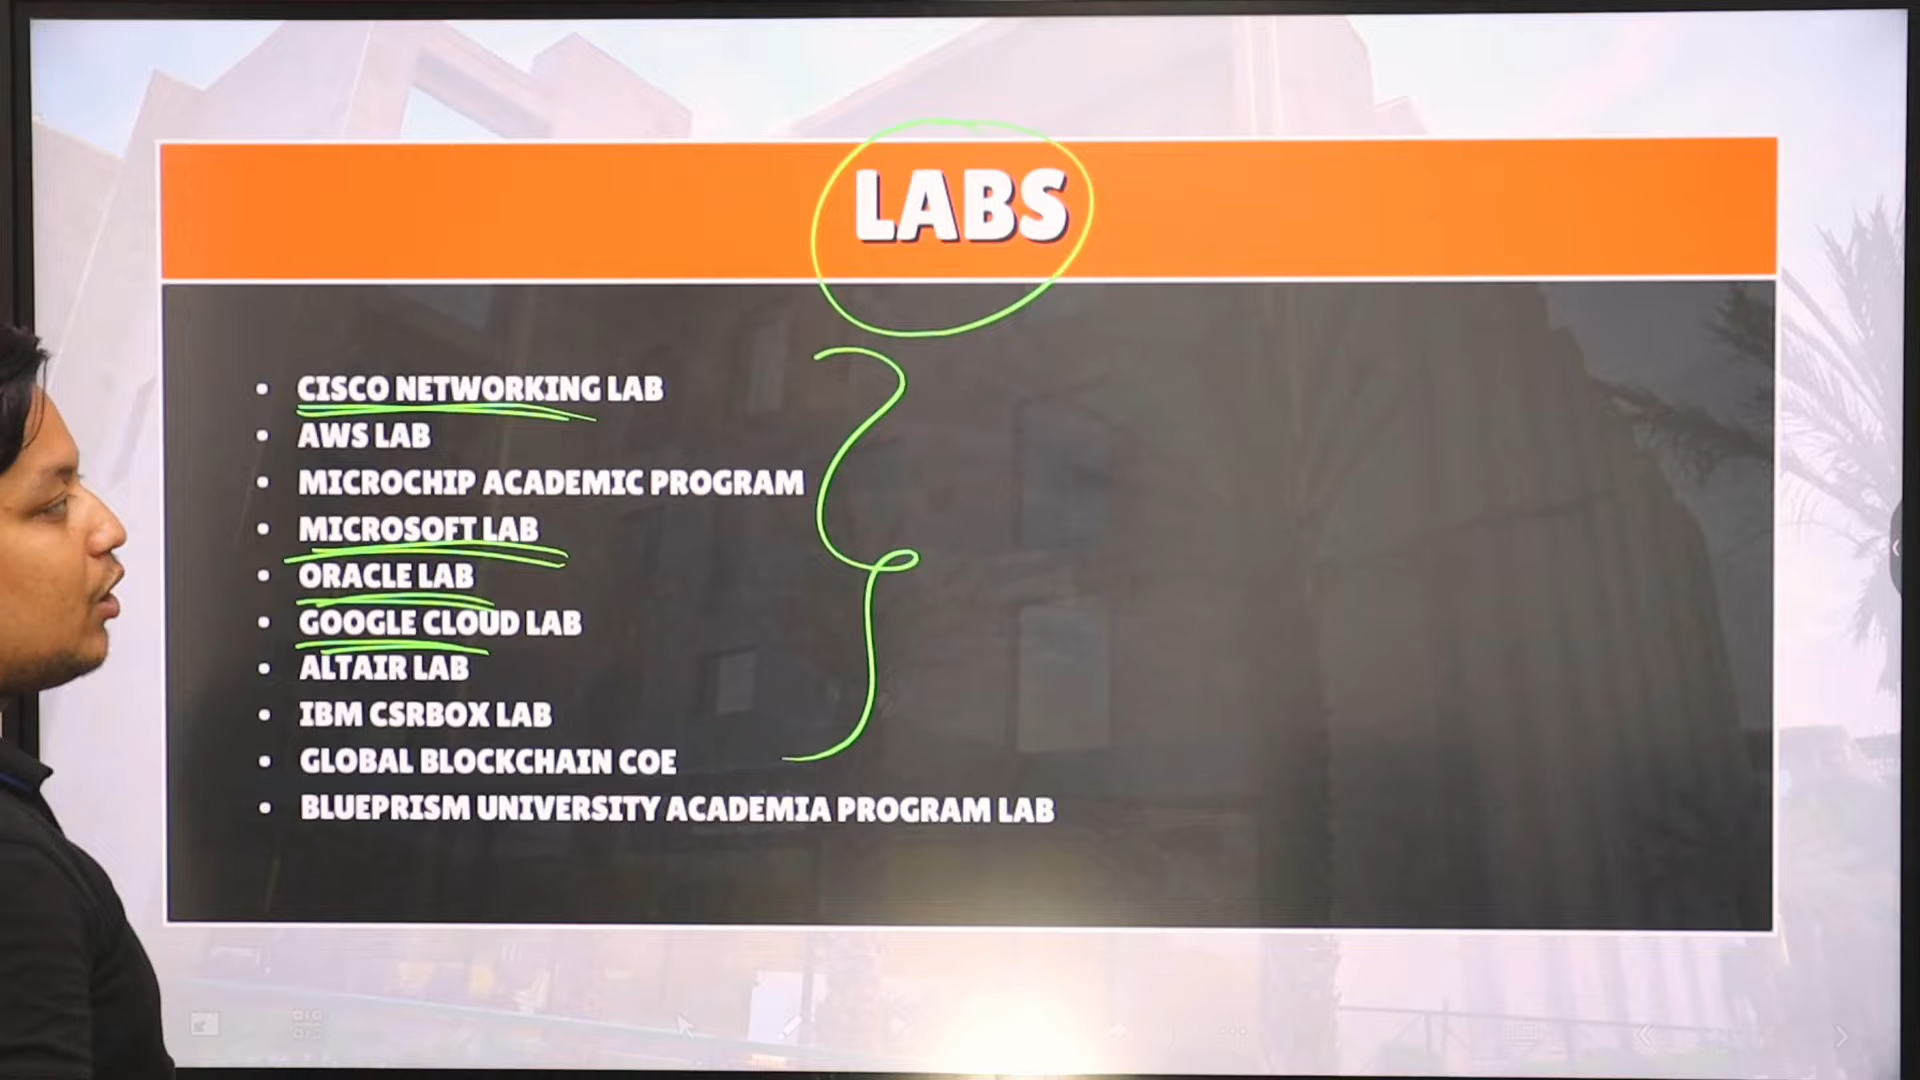 LABS
• CISCO NETWORKING LAB
• AWS LAB
• MICROCHIP ACADEMIC PROGRAM
• MICROSOFT LAB
• ORACLE LAB
• GOOGLE CLOUD LAB
• ALTAIR LAB
• IBM CSRBOX LAB
• GLOBAL BLOCKCHAIN COE
• BLUEPRISM UNIVERSITY ACADEMIA PROGRAM LAB